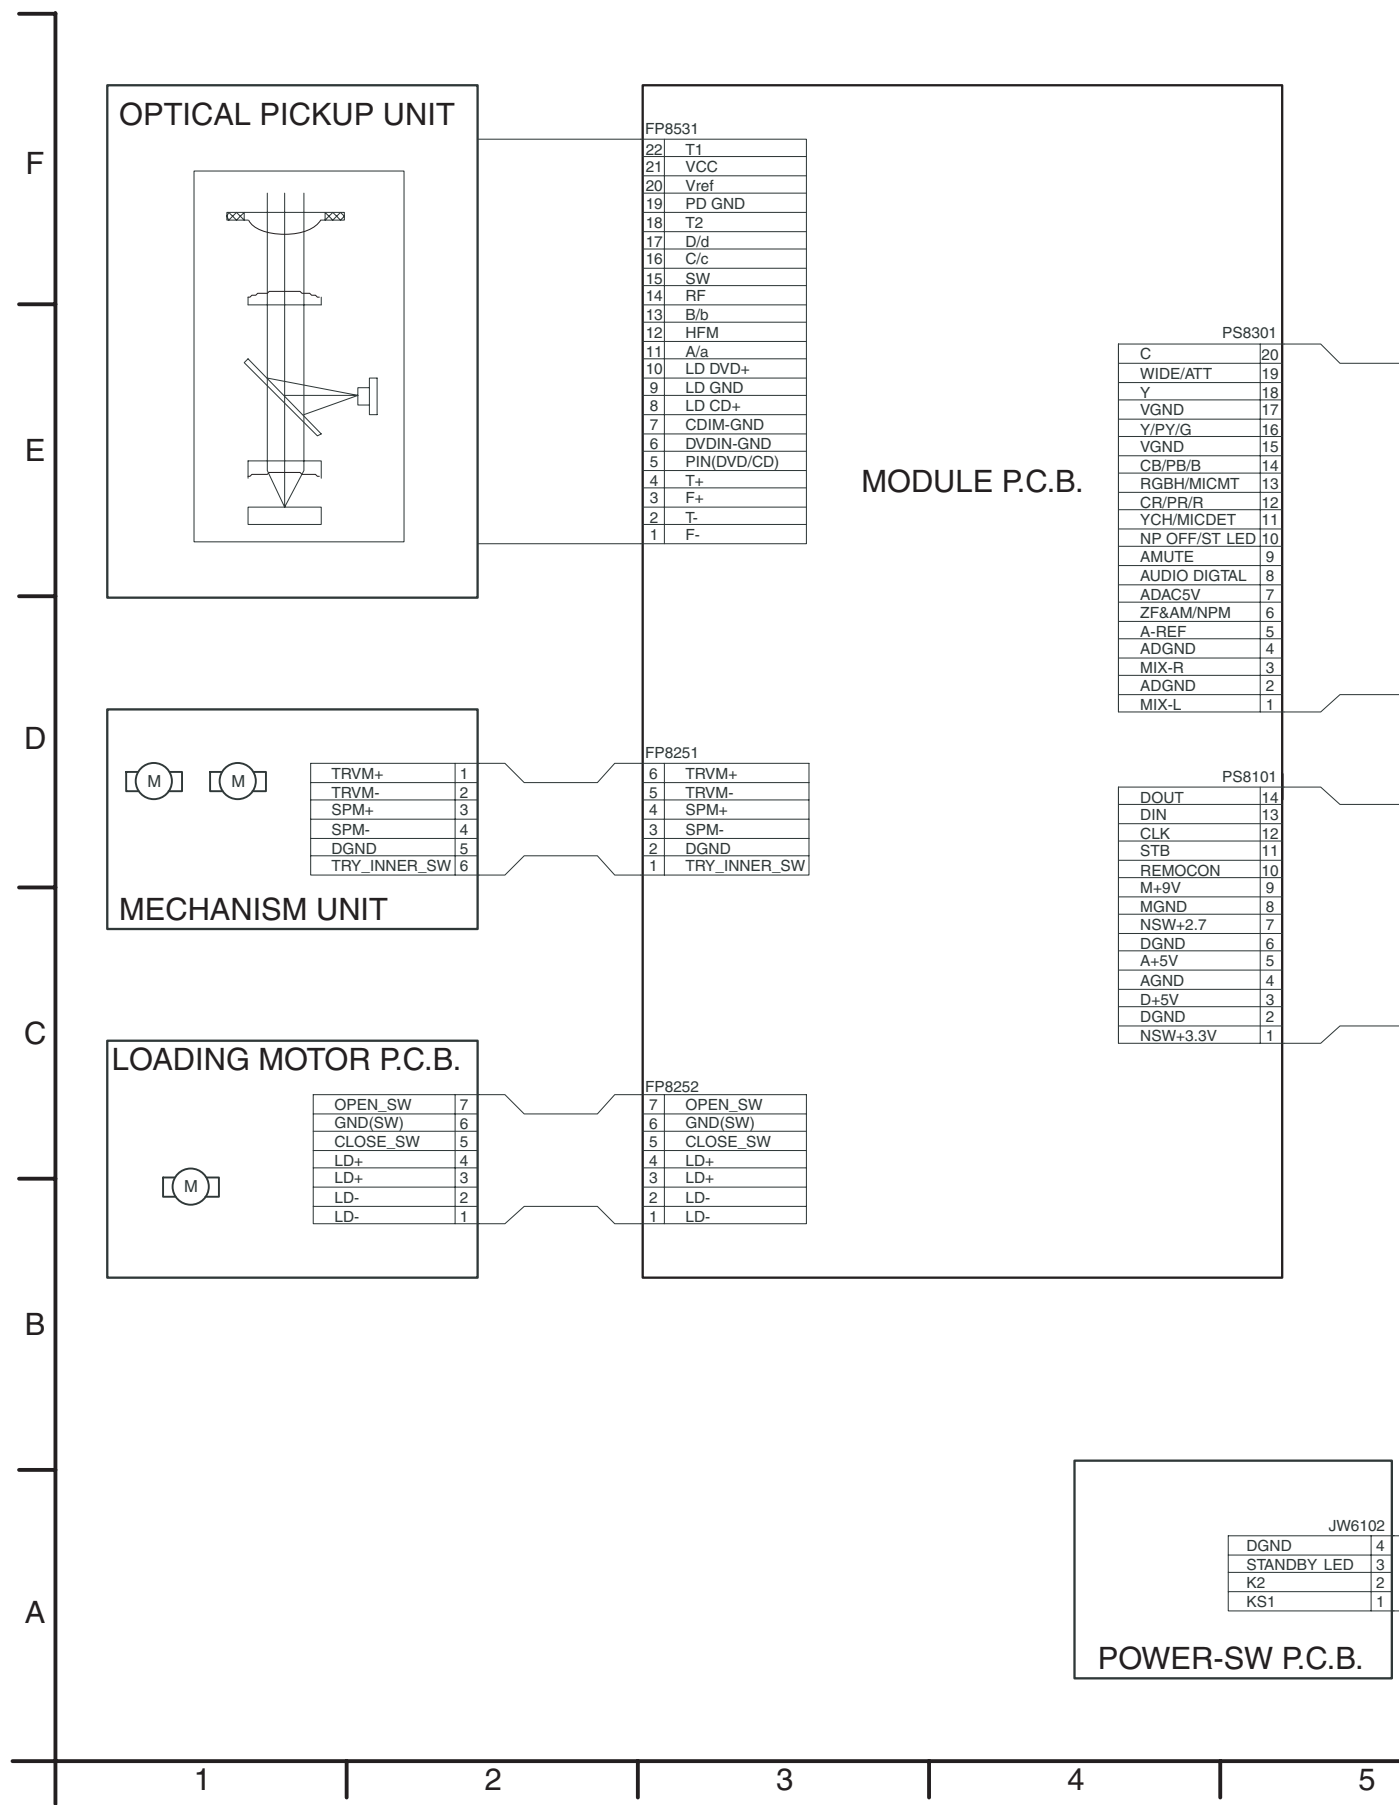 F
E
D
C
B
A
OPTICAL PICKUP UNIT
FP8531
22 T1
21 VCC
20 Vref
19 PD GND
18 T2
17 D/d
16 C/c
15 SW
14 RF
13 B/b
12 HFM
11 A/a
10 LD DVD+
9 LD GND
8 LD CD+
7 CDIM-GND
6 DVDIN-GND
5 PIN(DVD/CD)
4 T+
3 F+
2 T-
1 F-
MODULE P.C.B.
PS8301
C 20
WIDE/ATT 19
Y 18
VGND 17
Y/PY/G 16
VGND 15
CB/PB/B 14
RGBH/MICMT 13
CR/PR/R 12
YCH/MICDET 11
NP OFF/ST LED 10
AMUTE 9
AUDIO DIGTAL 8
ADAC5V 7
ZF&AM/NPM 6
A-REF 5
ADGND 4
MIX-R 3
ADGND 2
MIX-L 1
M M
TRVM+ 1
TRVM- 2
SPM+ 3
SPM- 4
DGND 5
TRY_INNER_SW 6
MECHANISM UNIT
FP8251
6 TRVM+
5 TRVM-
4 SPM+
3 SPM-
2 DGND
1 TRY_INNER_SW
PS8101
DOUT 14
DIN 13
CLK 12
STB 11
REMOCON 10
M+9V 9
MGND 8
NSW+2.7 7
DGND 6
A+5V 5
AGND 4
D+5V 3
DGND 2
NSW+3.3V 1
LOADING MOTOR P.C.B.
M
OPEN_SW 7
GND(SW) 6
CLOSE_SW 5
LD+ 4
LD+ 3
LD- 2
LD- 1
FP8252
7 OPEN_SW
6 GND(SW)
5 CLOSE_SW
4 LD+
3 LD+
2 LD-
1 LD-
JW6102
DGND 4
STANDBY LED 3
K2 2
KS1 1
POWER-SW P.C.B.
1 2 3 4 5